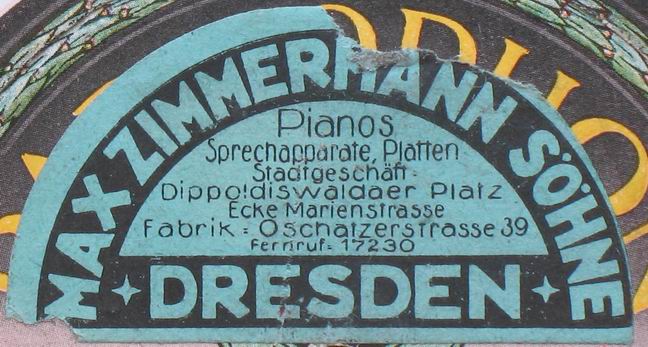 MAX ZIMMERMANN SÖHNE
Pianos
Sprechapparate, Platten
Stadtgeschäft:
Dippoldiswaldaer Platz
Ecke Marienstrasse
Fabrik: Oschatzerstrasse 39
Fernruf: 17230
DRESDEN